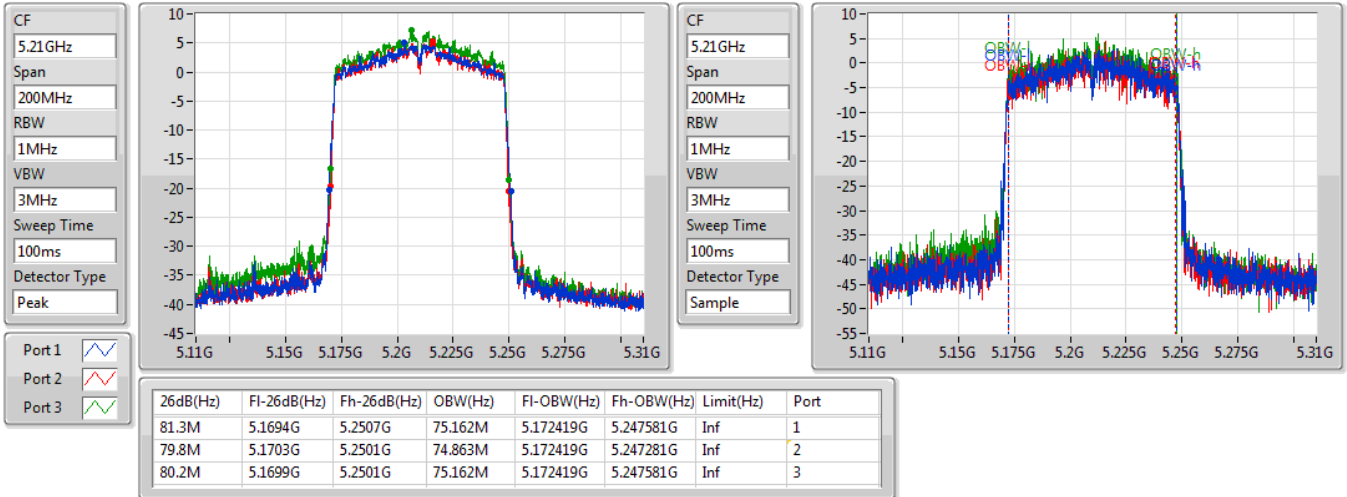 CF
5.21GHz
Span
200MHz
RBW
1MHz
VBW
3MHz
Sweep Time
100ms
Detector Type
Peak
10
5
0
-5
-10
-15
-20
-25
-30
-35
-40
-45
5.11G 5.15G 5.175G 5.2G 5.225G 5.25G 5.31G
CF
5.21GHz
Span
200MHz
RBW
1MHz
VBW
3MHz
Sweep Time
100ms
Detector Type
Sample
10
5
0
-5
-10
-15
-20
-25
-30
-35
-40
-45
-50
-55
OBW-h
OBW-h
5.11G 5.15G 5.175G 5.2G 5.225G 5.25G 5.275G 5.31G
Port 1
Port 2
Port 3
26dB(Hz) Fl-26dB(Hz) Fh-26dB(Hz) OBW(Hz) Fl-OBW(Hz) Fh-OBW(Hz) Limit(Hz) Port
81.3M 5.1694G 5.2507G 75.162M 5.172419G 5.247581G Inf 1
79.8M 5.1703G 5.2501G 74.863M 5.172419G 5.247281G Inf 2
80.2M 5.1699G 5.2501G 75.162M 5.172419G 5.247581G Inf 3